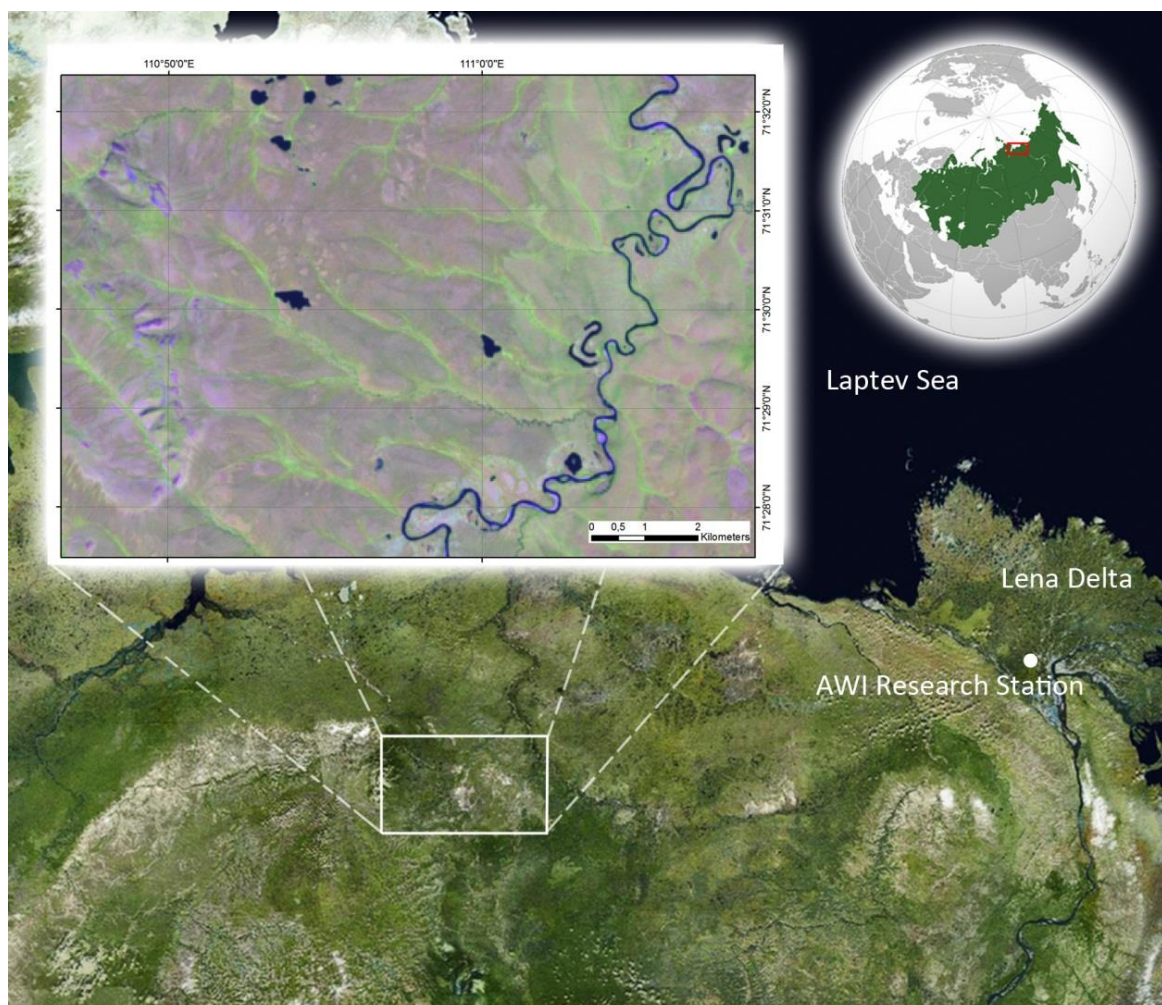 110°50'0"E
111°0'0"E
71°32'0"N
71°31'0"N
71°30'0"N
71°29'0"N
71°28'0"N
0 0,5 1 2
Kilometers
Laptev Sea
Lena Delta
AWI Research Station